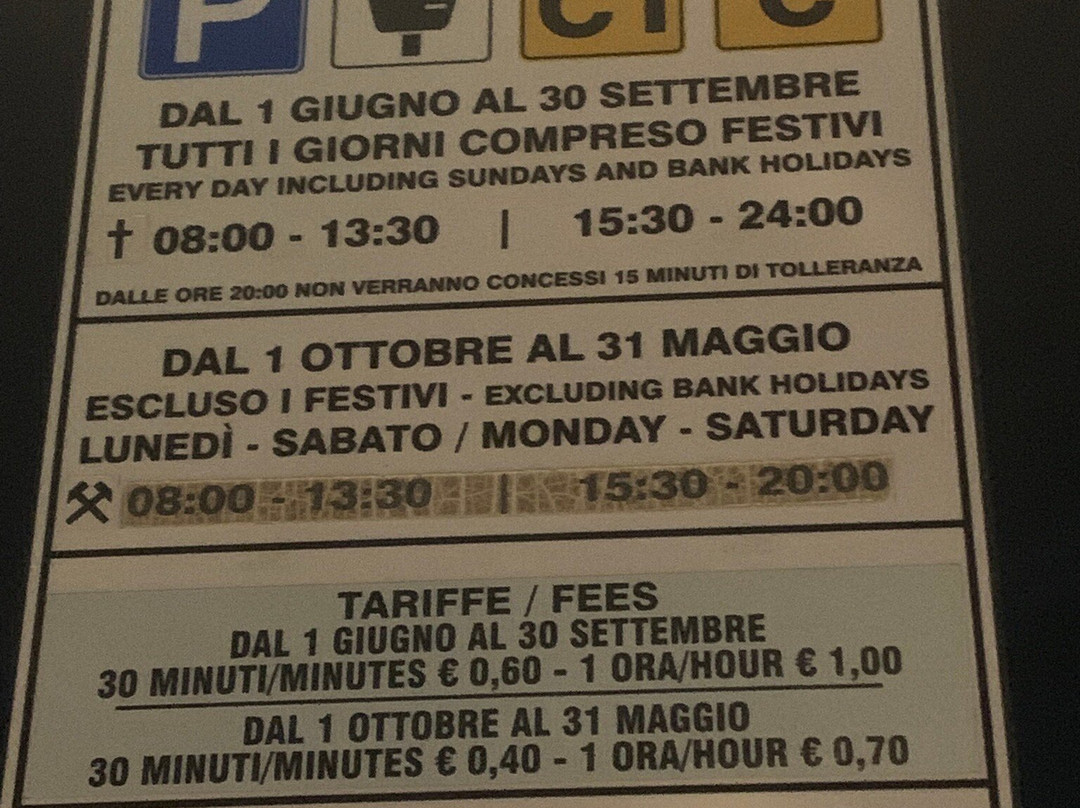 P
DAL 1 GIUGNO AL 30 SETTEMBRE
TUTTI I GIORNI COMPRESO FESTIVI
EVERY DAY INCLUDING SUNDAYS AND BANK HOLIDAYS
† 08:00 - 13:30 | 15:30 - 24:00
DALLE ORE 20:00 NON VERRANNO CONCESSI 15 MINUTI DI TOLLERANZA
DAL 1 OTTOBRE AL 31 MAGGIO
ESCLUSO I FESTIVI - EXCLUDING BANK HOLIDAYS
LUNEDÌ - SABATO / MONDAY - SATURDAY
⚒ 08:00 - 13:30 | 15:30 - 20:00
TARIFFE / FEES
DAL 1 GIUGNO AL 30 SETTEMBRE
30 MINUTI/MINUTES € 0,60 - 1 ORA/HOUR € 1,00
DAL 1 OTTOBRE AL 31 MAGGIO
30 MINUTI/MINUTES € 0,40 - 1 ORA/HOUR € 0,70